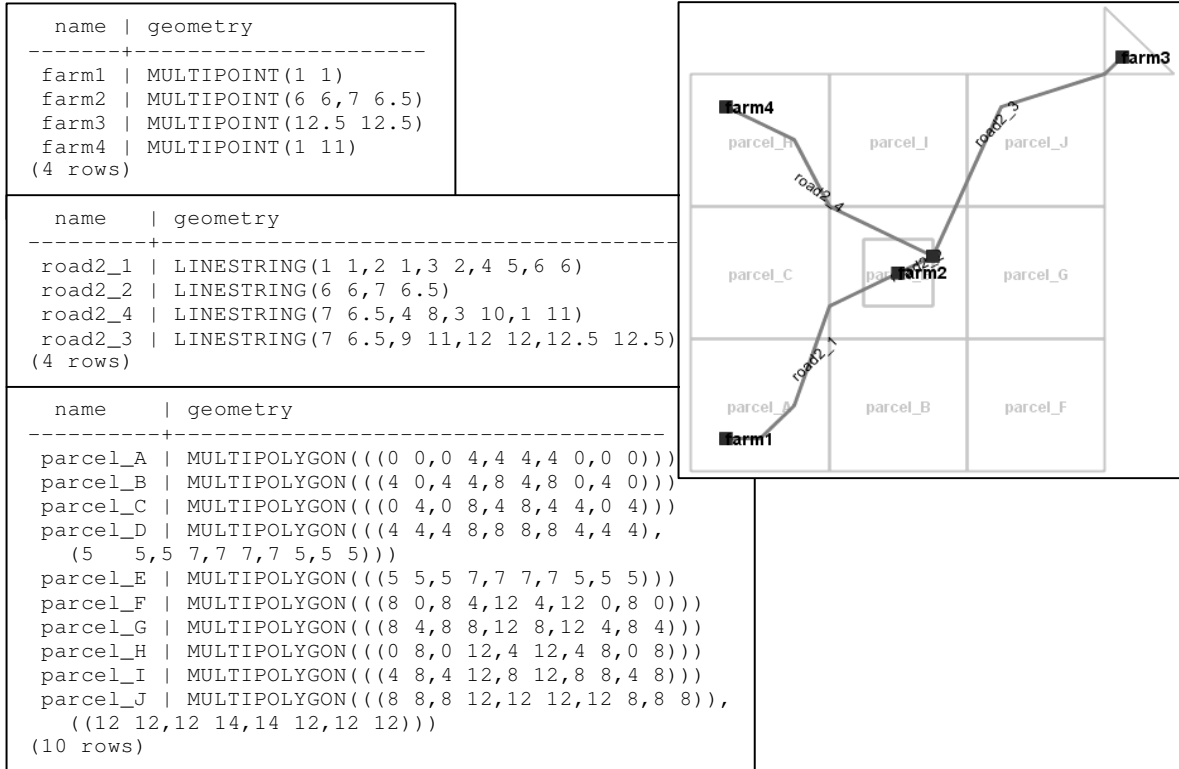 name | geometry
-------+----------------------
farm1 | MULTIPOINT(1 1)
farm2 | MULTIPOINT(6 6,7 6.5)
farm3 | MULTIPOINT(12.5 12.5)
farm4 | MULTIPOINT(1 11)
(4 rows)
name | geometry
---------+-----------------------------------------
road2_1 | LINESTRING(1 1,2 1,3 2,4 5,6 6)
road2_2 | LINESTRING(6 6,7 6.5)
road2_4 | LINESTRING(7 6.5,4 8,3 10,1 11)
road2_3 | LINESTRING(7 6.5,9 11,12 12,12.5 12.5)
(4 rows)
name | geometry
----------+-------------------------------------
parcel_A | MULTIPOLYGON(((0 0,0 4,4 4,4 0,0 0)))
parcel_B | MULTIPOLYGON(((4 0,4 4,8 4,8 0,4 0)))
parcel_C | MULTIPOLYGON(((0 4,0 8,4 8,4 4,0 4)))
parcel_D | MULTIPOLYGON(((4 4,4 8,8 8,8 4,4 4),
(5 5,5 7,7 7,7 5,5 5)))
parcel_E | MULTIPOLYGON(((5 5,5 7,7 7,7 5,5 5)))
parcel_F | MULTIPOLYGON(((8 0,8 4,12 4,12 0,8 0)))
parcel_G | MULTIPOLYGON(((8 4,8 8,12 8,12 4,8 4)))
parcel_H | MULTIPOLYGON(((0 8,0 12,4 12,4 8,0 8)))
parcel_I | MULTIPOLYGON(((4 8,4 12,8 12,8 8,4 8)))
parcel_J | MULTIPOLYGON(((8 8,8 12,12 12,12 8,8 8)),
((12 12,12 14,14 12,12 12)))
(10 rows)
farm3
farm4
road2_3
parcel_H
parcel_I
parcel_J
road2_4
parcel_C
farm2
parcel_G
road2_1
parcel_A
parcel_B
parcel_F
farm1